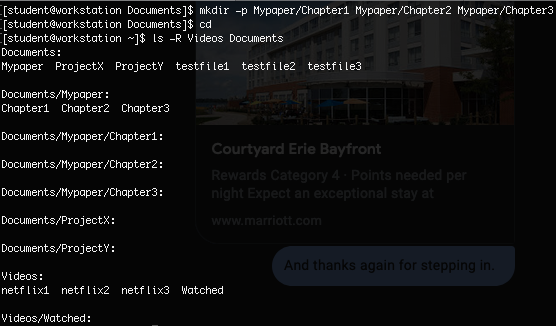 [student@workstation Documents]$ mkdir -p Mypaper/Chapter1 Mypaper/Chapter2 Mypaper/Chapter3
[student@workstation Documents]$ cd
[student@workstation ~]$ ls -R Videos Documents
Documents:
Mypaper ProjectX ProjectY testfile1 testfile2 testfile3
Documents/Mypaper:
Chapter1 Chapter2 Chapter3
Documents/Mypaper/Chapter1:
Documents/Mypaper/Chapter2:
Documents/Mypaper/Chapter3:
Documents/ProjectX:
Documents/ProjectY:
Videos:
netflix1 netflix2 netflix3 Watched
Videos/Watched:
Courtyard Erie Bayfront
Rewards Category 4 · Points needed per
night Expect an exceptional stay at
www.marriott.com
And thanks again for stepping in.